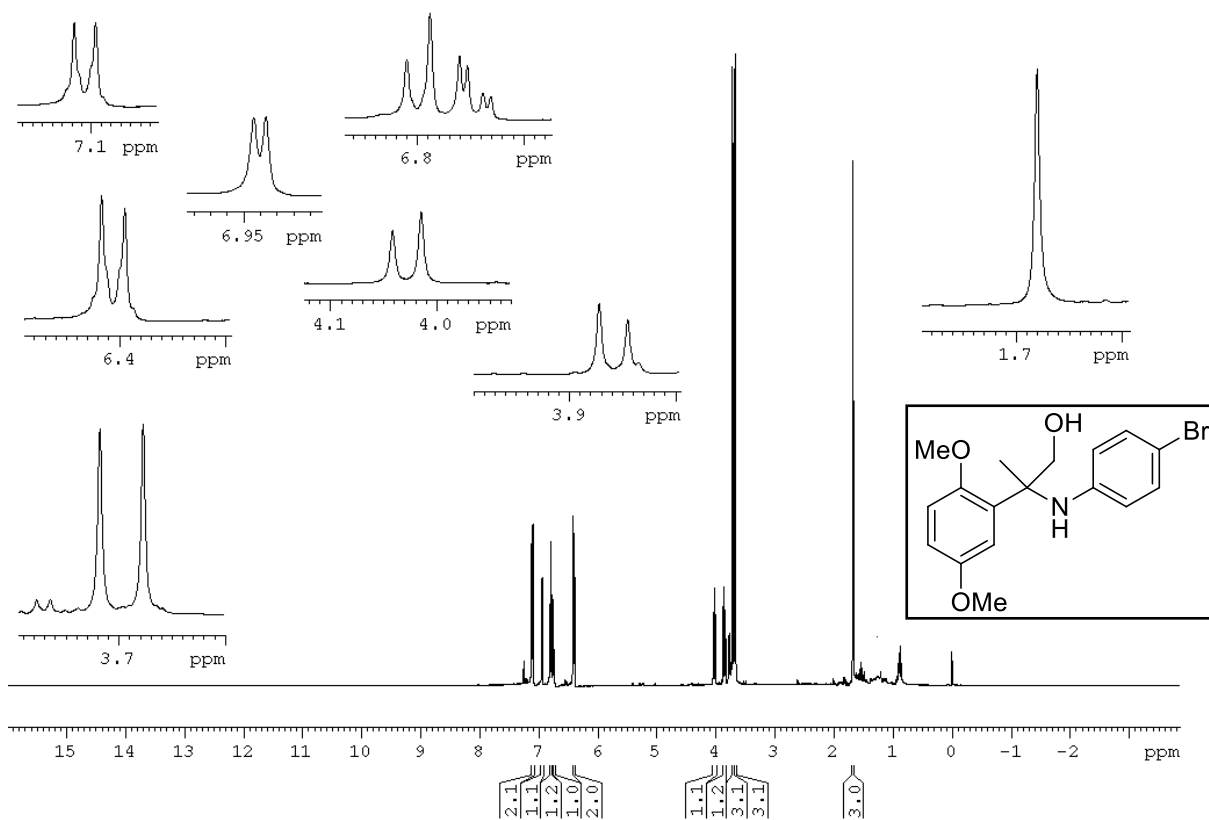 7.1 ppm
6.8 ppm
6.95 ppm
1.7 ppm
6.4 ppm
4.1 4.0 ppm
3.9 ppm
3.7 ppm
OH
Br
MeO
N
H
OMe
15 14 13 12 11 10 9 8 7 6 5 4 3 2 1 0 -1 -2 ppm
2.1 1.1 1.2 1.0 2.0 1.1 1.2 3.1 3.1 3.0